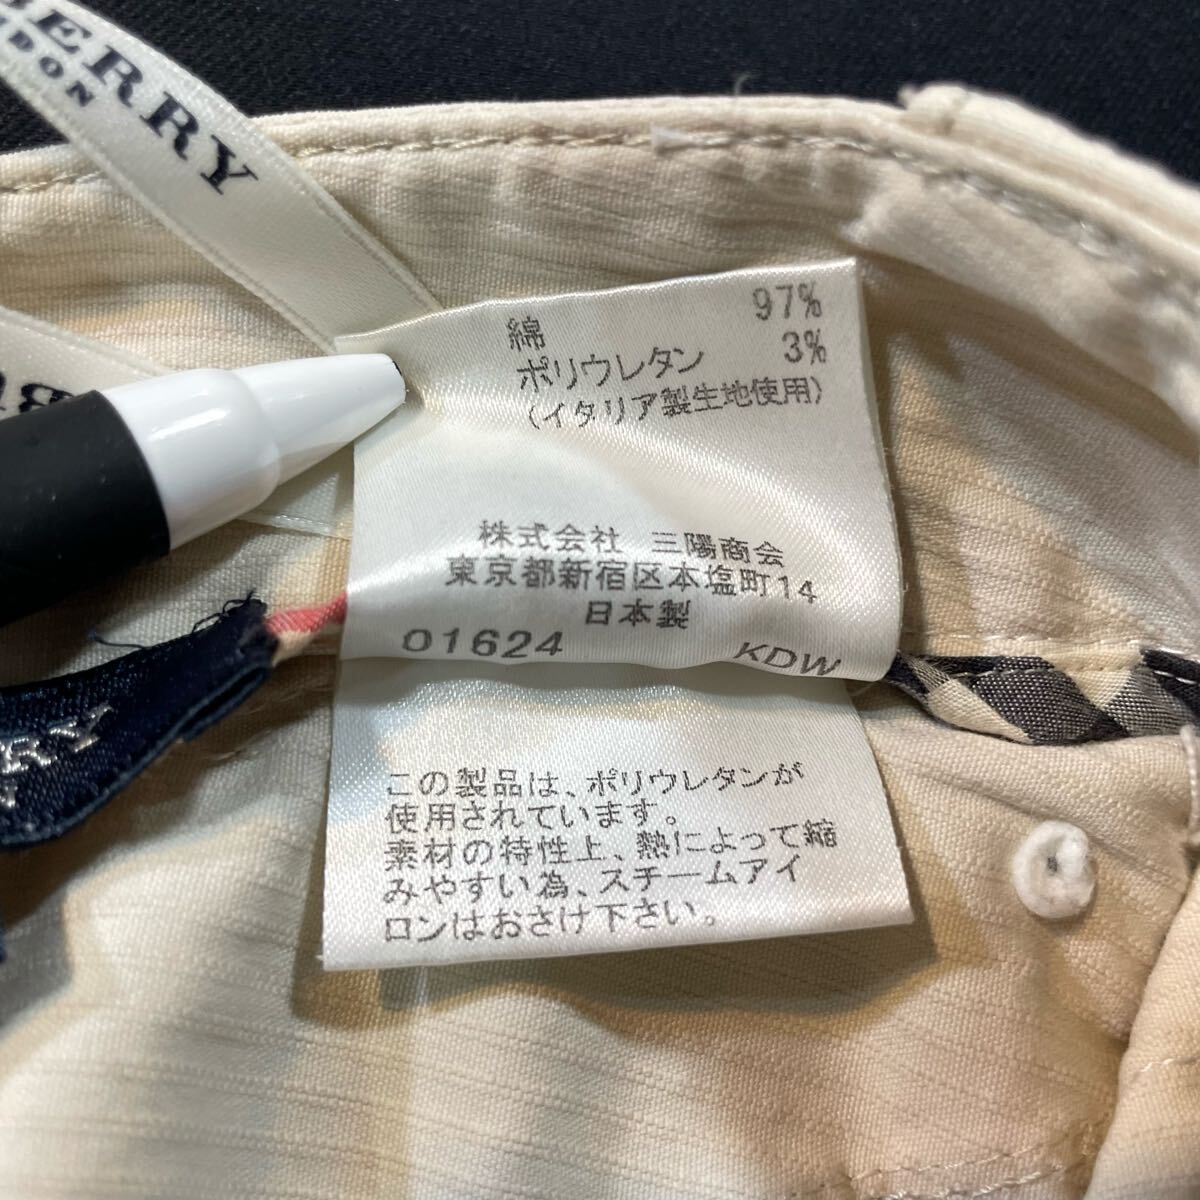 ERRY
DON
綿 97%
ポリウレタン 3%
(イタリア製生地使用)
株式会社 三陽商会
東京都新宿区本塩町14
日本製
01624 KDW
RY
この製品は、ポリウレタンが
使用されています。
素材の特性上、熱によって縮
みやすい為、スチームアイ
ロンはおさけ下さい。